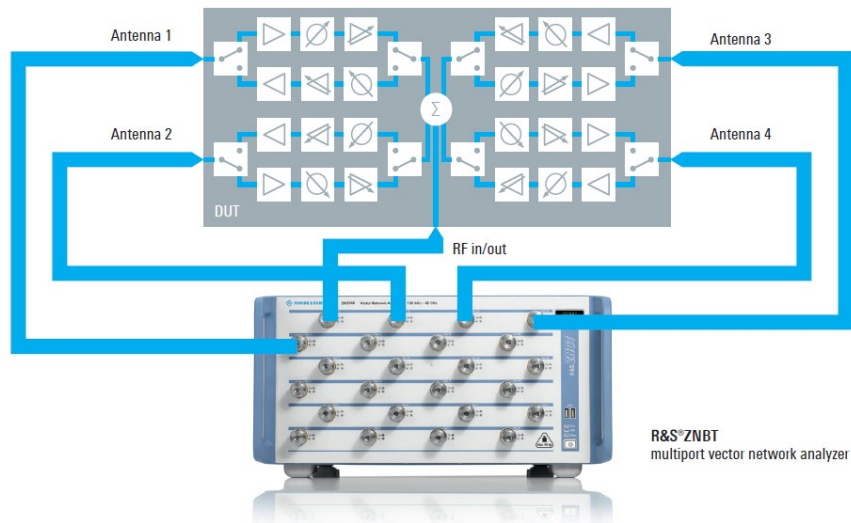 Antenna 1
Antenna 3
Antenna 2
Antenna 4
Σ
DUT
RF in/out
R&S®ZNBT
multiport vector network analyzer